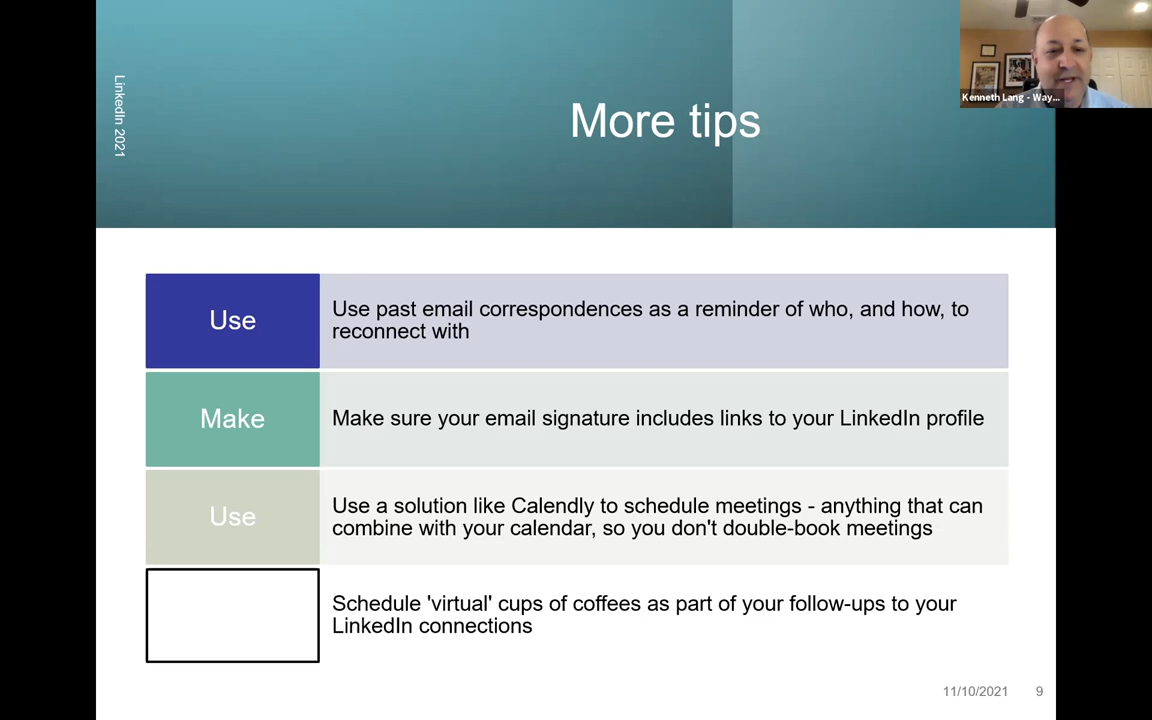 LinkedIn 2021
More tips
Kenneth Lang - Way...
Use
Use past email correspondences as a reminder of who, and how, to
reconnect with
Make
Make sure your email signature includes links to your LinkedIn profile
Use
Use a solution like Calendly to schedule meetings - anything that can
combine with your calendar, so you don't double-book meetings
Schedule 'virtual' cups of coffees as part of your follow-ups to your
LinkedIn connections
11/10/2021
9